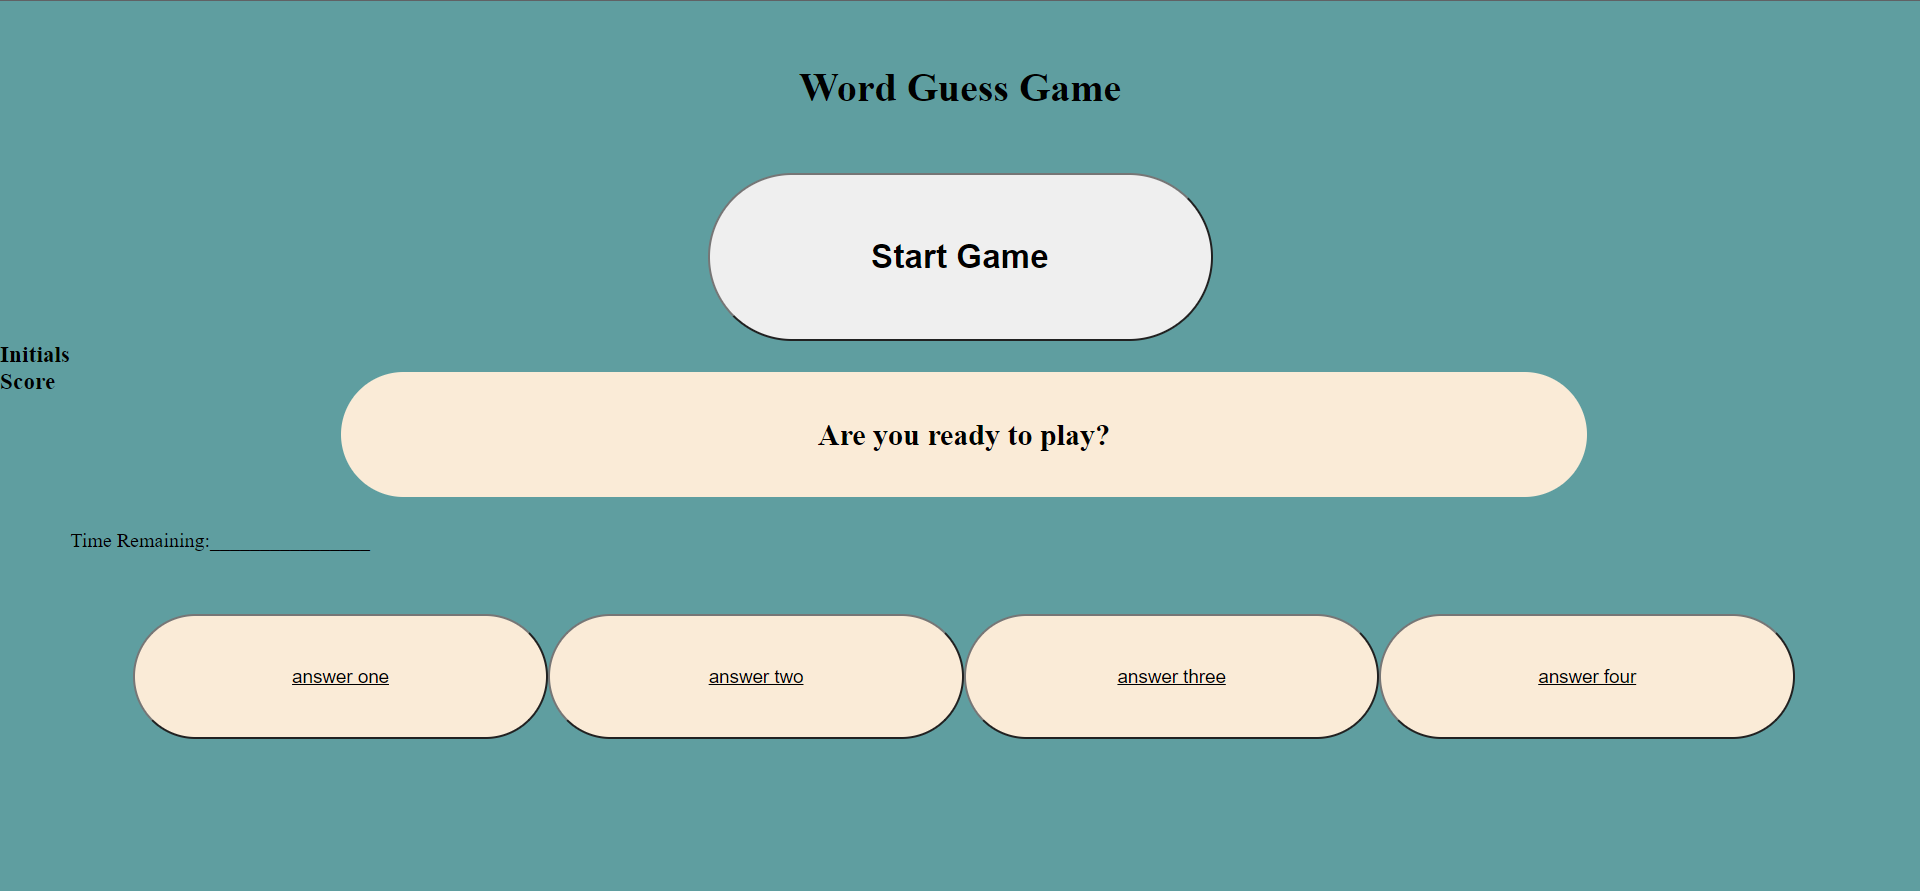 Word Guess Game
Start Game
Initials
Score
Are you ready to play?
Time Remaining:________________
answer one
answer two
answer three
answer four